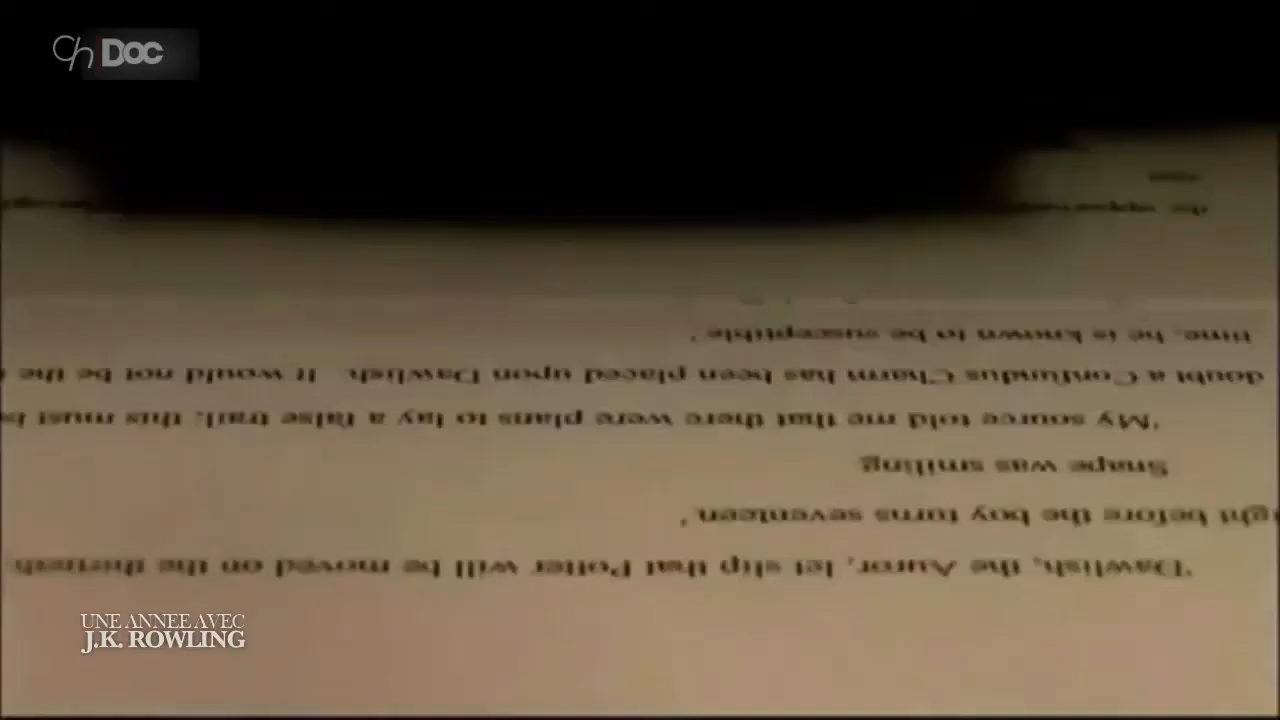 Ch DOC
'Dawlish, the Auror, let slip that Potter will be moved on the thirtieth
ght before the boy turns seventeen.'
Snape was smiling.
'My source told me that there were plans to lay a false trail; this must b
doubt a Confundus Charm has been placed upon Dawlish. It would not be the
time, he is known to be susceptible.'
UNE ANNEE AVEC
J.K. ROWLING